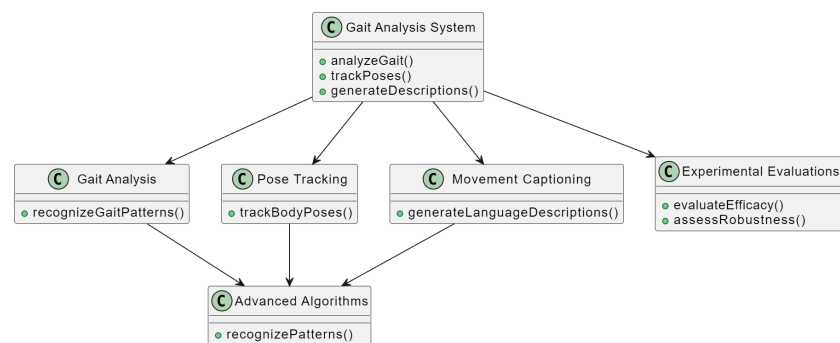 C Gait Analysis System
analyzeGait()
trackPoses()
generateDescriptions()
C Gait Analysis
recognizeGaitPatterns()
C Pose Tracking
trackBodyPoses()
C Movement Captioning
generateLanguageDescriptions()
C Experimental Evaluations
evaluateEfficacy()
assessRobustness()
C Advanced Algorithms
recognizePatterns()